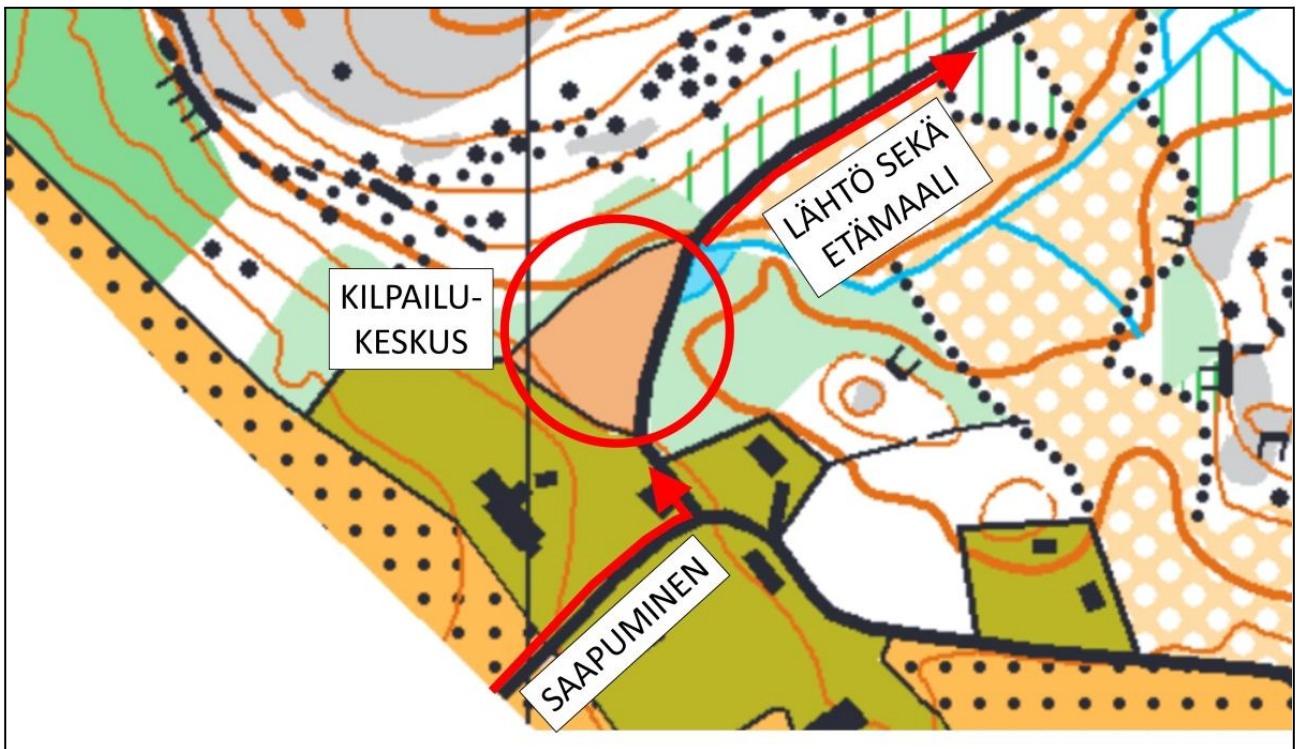 LÄHTÖ SEKÄ
ETÄMAALI
KILPAILU-
KESKUS
SAAPUMINEN